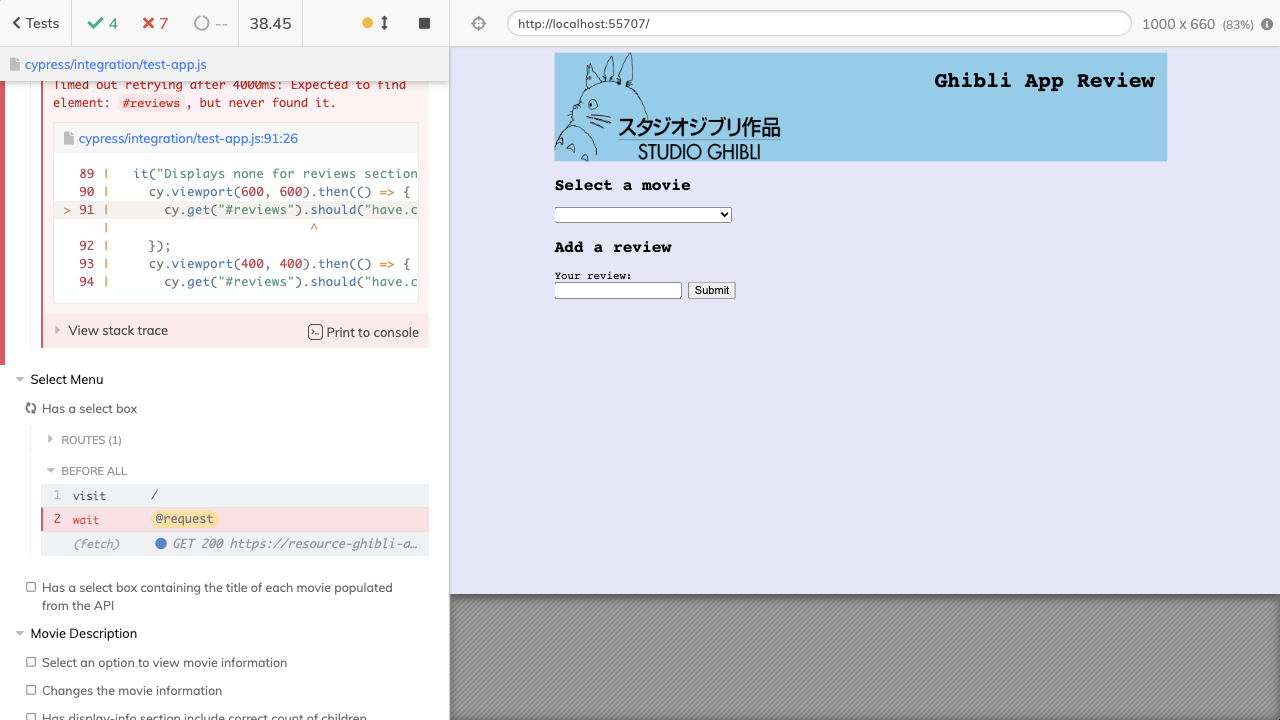 Tests
4
7
--
38.45
http://localhost:55707/
1000 x 660 (83%)
cypress/integration/test-app.js
Timed out retrying after 4000ms: Expected to find
element: #reviews, but never found it.
cypress/integration/test-app.js:91:26
89 | it("Displays none for reviews section
90 | cy.viewport(600, 600).then(() => {
> 91 | cy.get("#reviews").should("have.c
| ^
92 | });
93 | cy.viewport(400, 400).then(() => {
94 | cy.get("#reviews").should("have.c
View stack trace
Print to console
Select Menu
Has a select box
ROUTES (1)
BEFORE ALL
1 visit /
2 wait @request
(fetch) GET 200 https://resource-ghibli-a…
Has a select box containing the title of each movie populated
from the API
Movie Description
Select an option to view movie information
Changes the movie information
Has display-info section include correct count of children
スタジオジブリ作品
STUDIO GHIBLI
Ghibli App Review
Select a movie
Add a review
Your review:
Submit